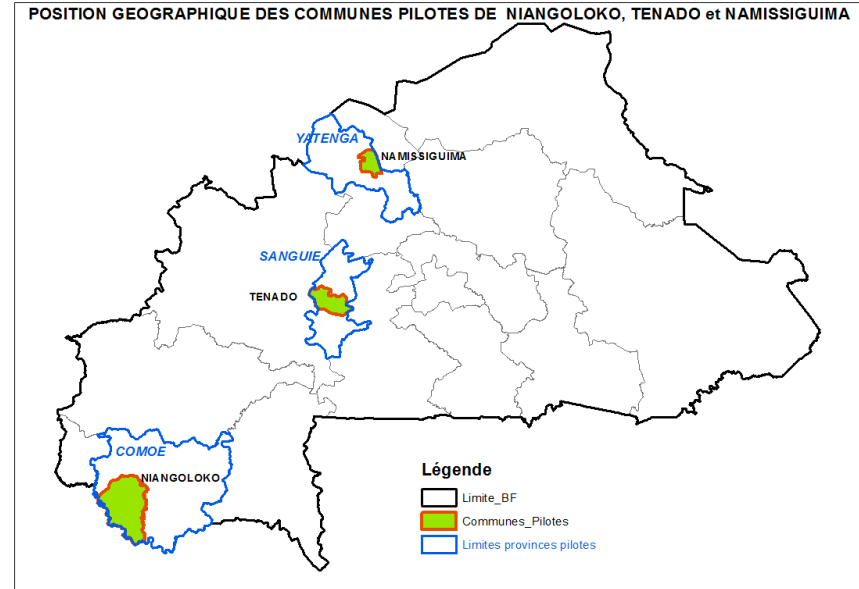 POSITION GEOGRAPHIQUE DES COMMUNES PILOTES DE NIANGOLOKO, TENADO et NAMISSIGUIMA
YATENGA
NAMISSIGUIMA
SANGUIE
TENADO
COMOE
NIANGOLOKO
Légende
Limite_BF
Communes_Pilotes
Limites provinces pilotes